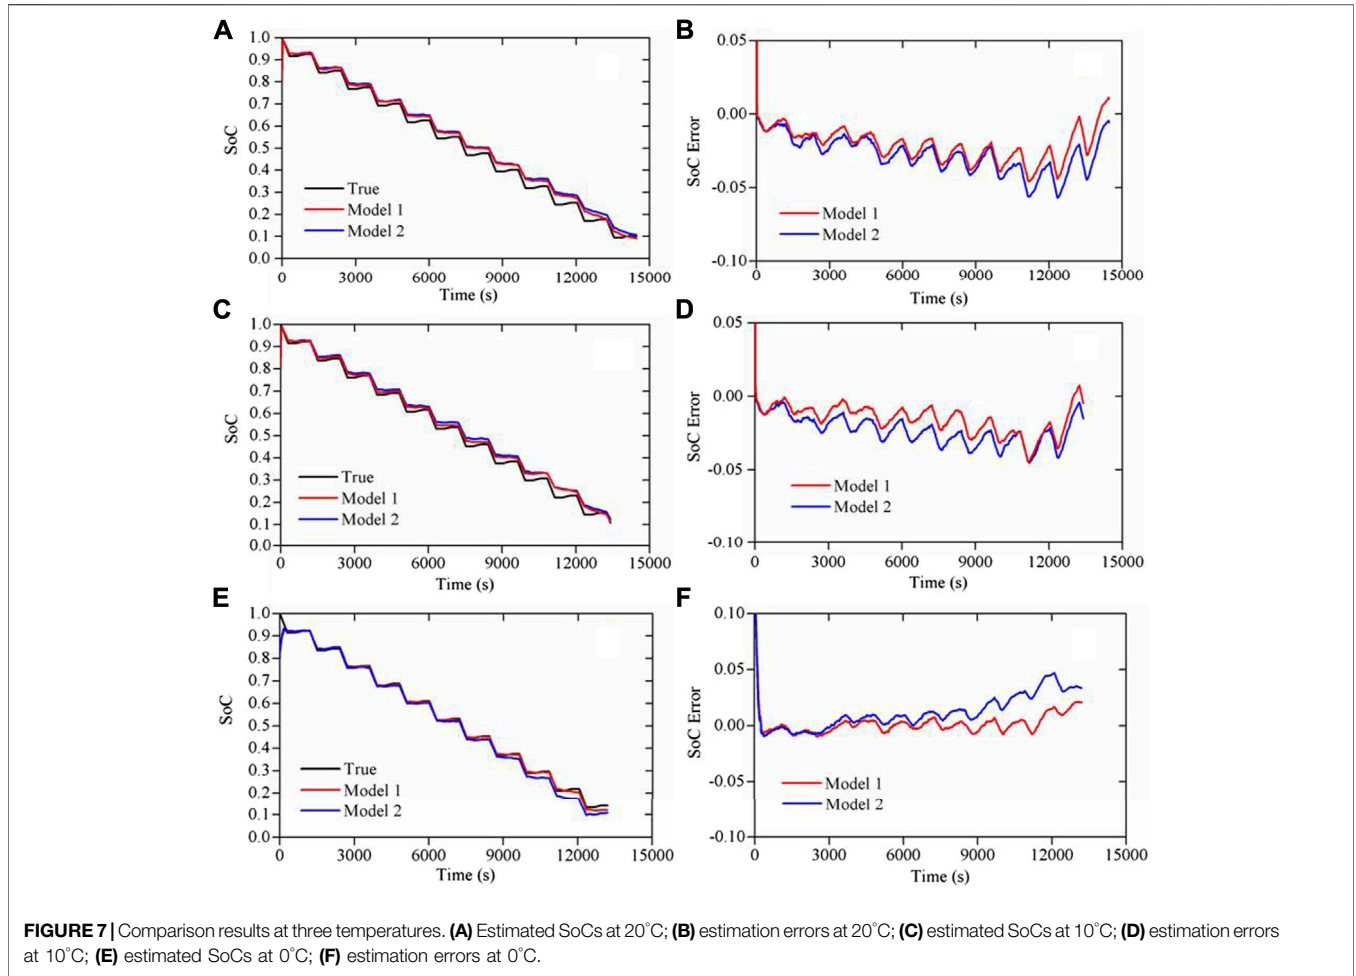 A
1.0
0.9
0.8
0.7
0.6
0.5
0.4
0.3
0.2
0.1
0.0
SoC
True
Model 1
Model 2
0 3000 6000 9000 12000 15000
Time (s)
B
0.05
0.00
-0.05
-0.10
SoC Error
Model 1
Model 2
0 3000 6000 9000 12000 15000
Time (s)
C
1.0
0.9
0.8
0.7
0.6
0.5
0.4
0.3
0.2
0.1
0.0
SoC
True
Model 1
Model 2
0 3000 6000 9000 12000 15000
Time (s)
D
0.05
0.00
-0.05
-0.10
SoC Error
Model 1
Model 2
0 3000 6000 9000 12000 15000
Time (s)
E
1.0
0.9
0.8
0.7
0.6
0.5
0.4
0.3
0.2
0.1
0.0
SoC
True
Model 1
Model 2
0 3000 6000 9000 12000 15000
Time (s)
F
0.10
0.05
0.00
-0.05
-0.10
SoC Error
Model 1
Model 2
0 3000 6000 9000 12000 15000
Time (s)
FIGURE 7 | Comparison results at three temperatures. (A) Estimated SoCs at 20°C; (B) estimation errors at 20°C; (C) estimated SoCs at 10°C; (D) estimation errors
at 10°C; (E) estimated SoCs at 0°C; (F) estimation errors at 0°C.